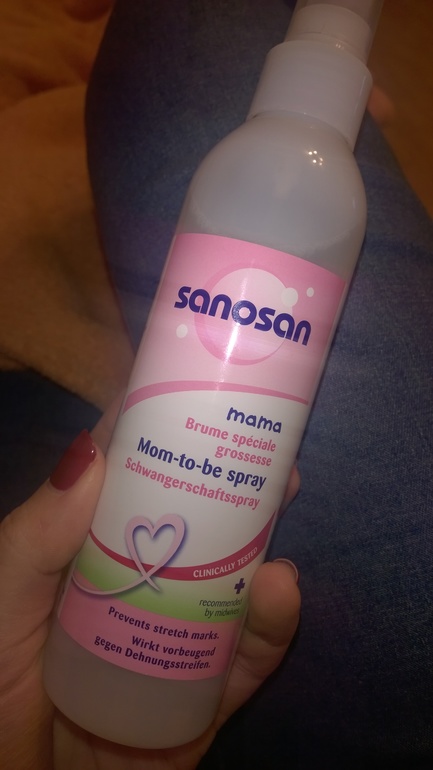 sanosan
mama
Brume spéciale
grossesse
Mom-to-be spray
Schwangerschaftsspray
CLINICALLY TESTED
recommended
by midwives
Prevents stretch marks.
Wirkt vorbeugend
gegen Dehnungsstreifen.